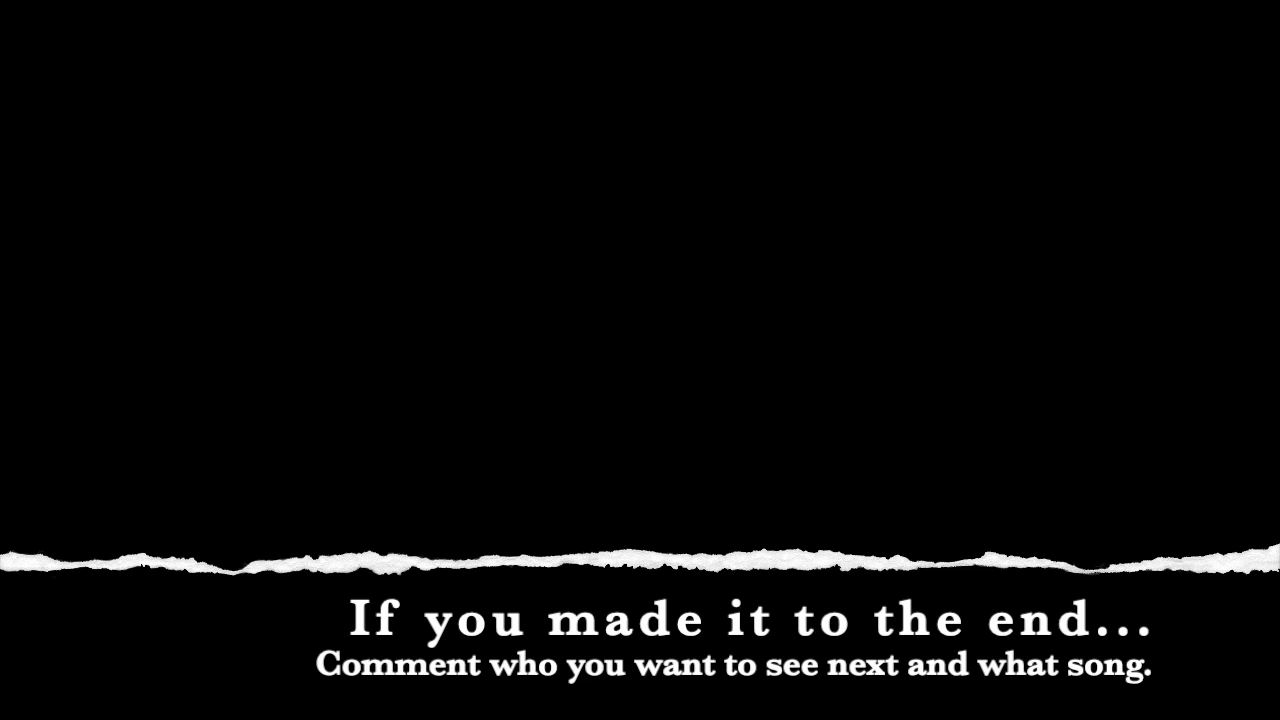 If you made it to the end...
Comment who you want to see next and what song.